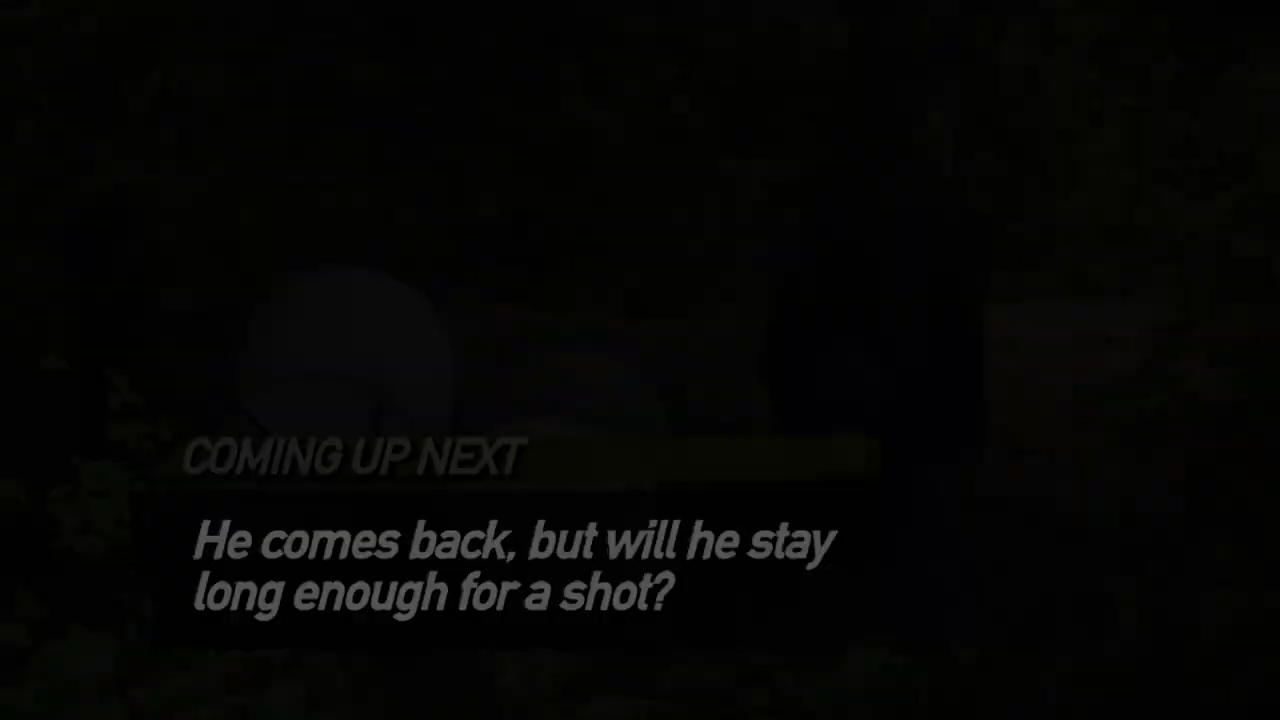 COMING UP NEXT
He comes back, but will he stay
long enough for a shot?